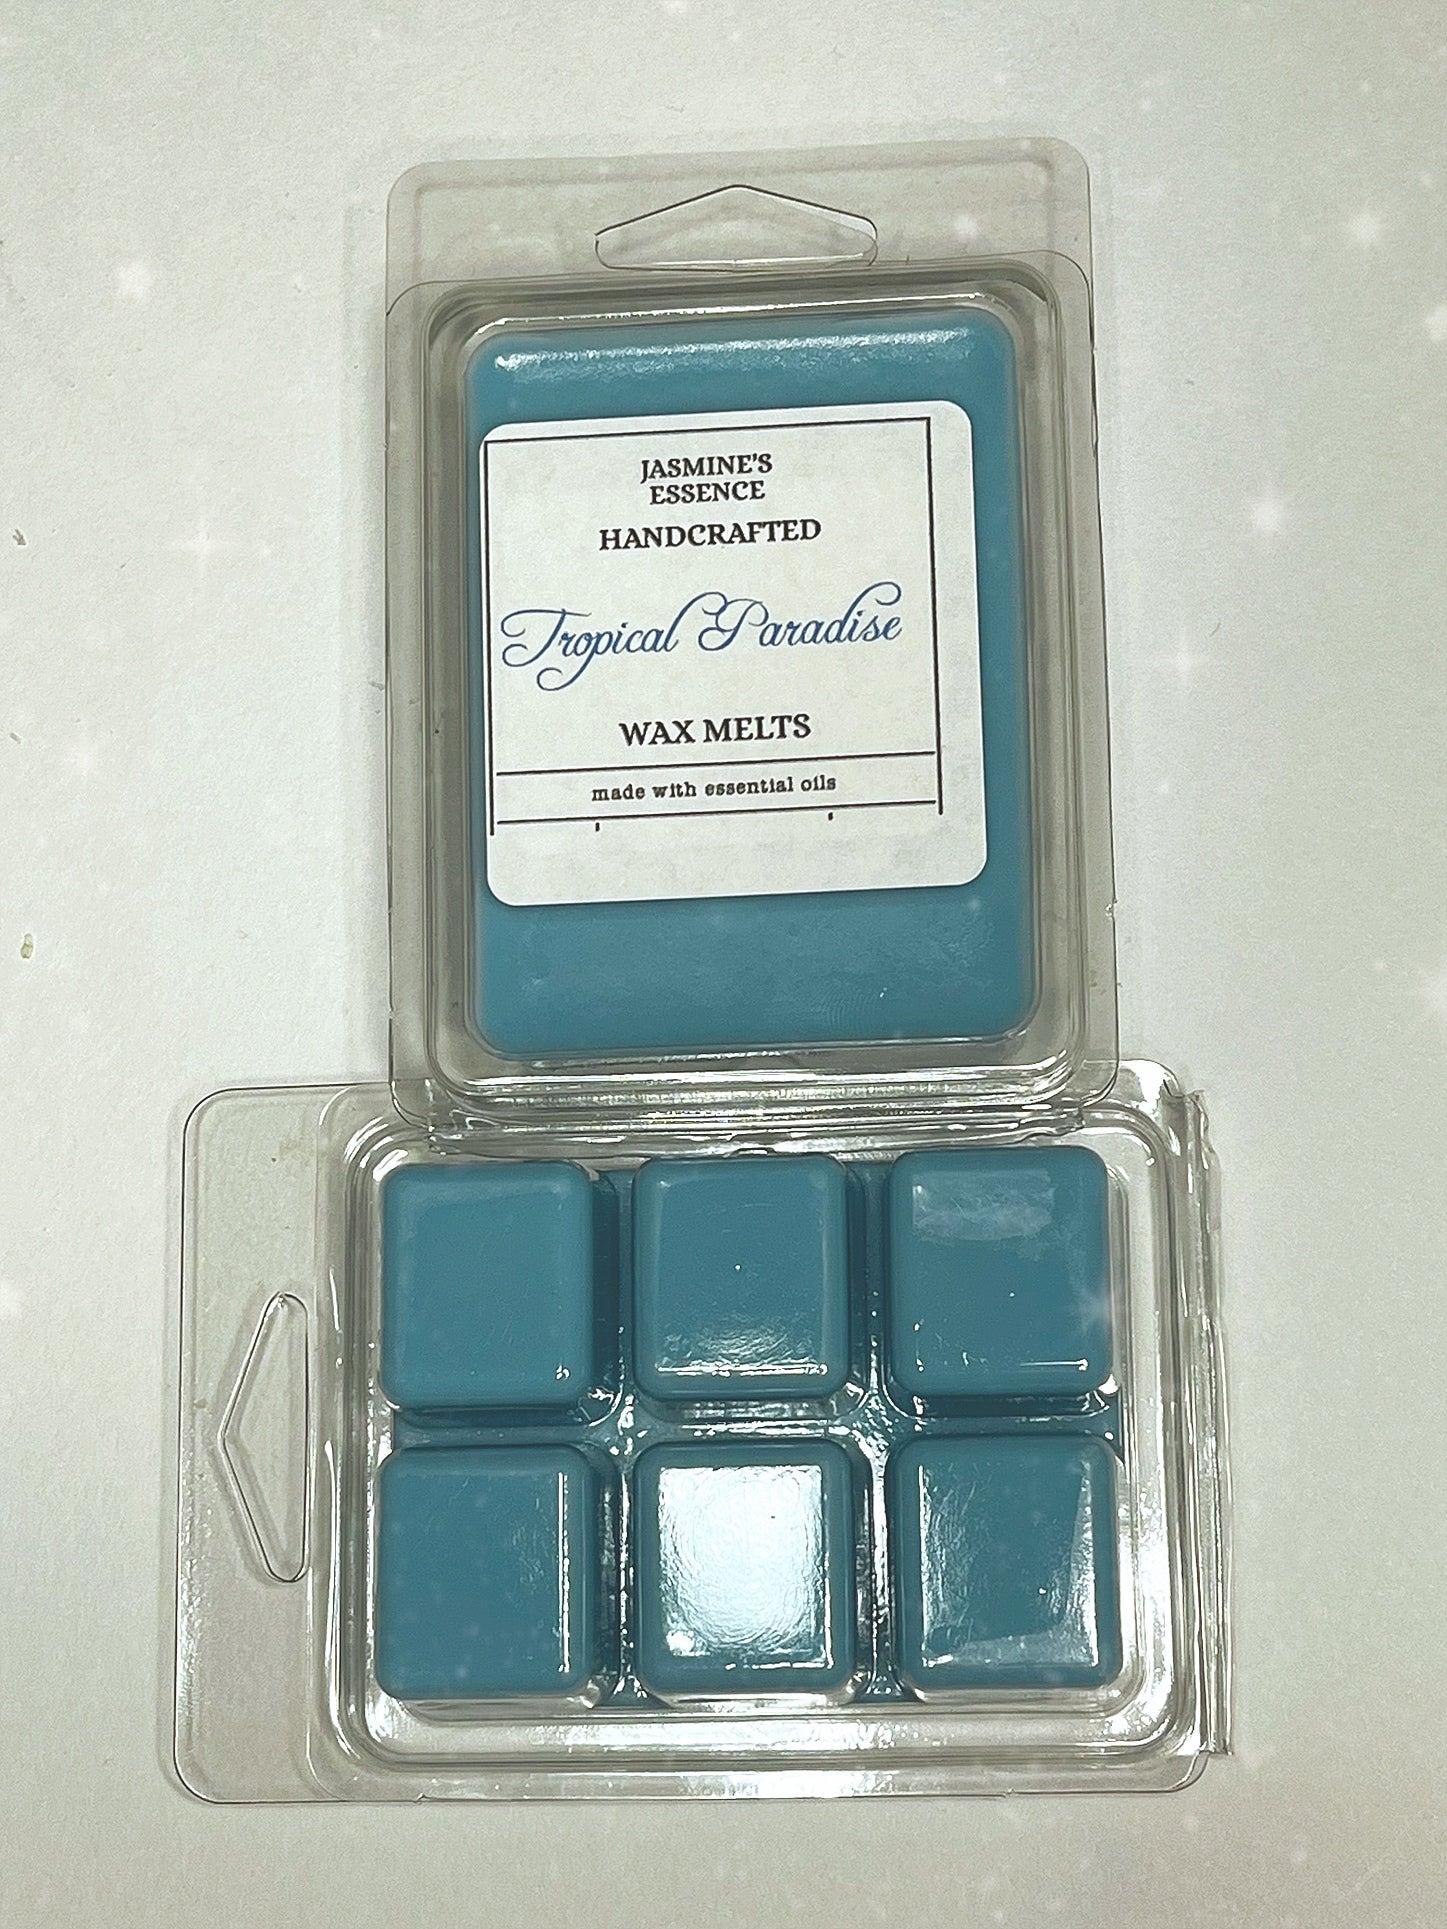 JASMINE'S
ESSENCE
HANDCRAFTED
Tropical Paradise
WAX MELTS
made with essential oils